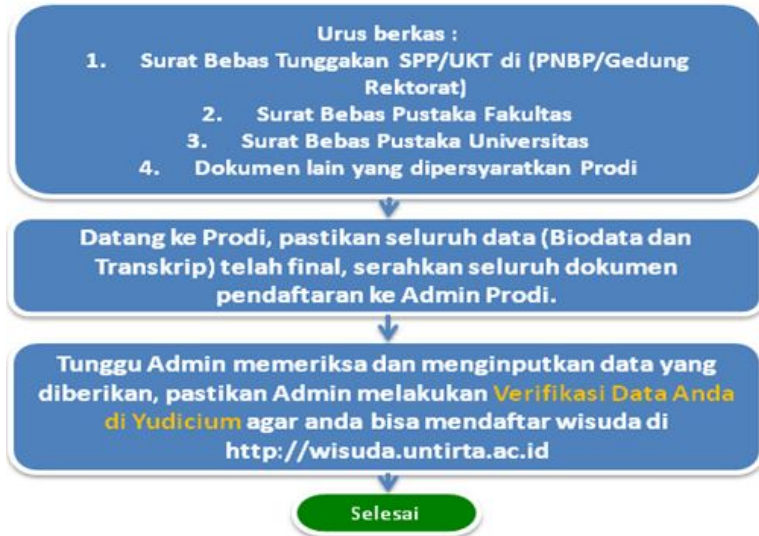 Urus berkas :
1. Surat Bebas Tunggakan SPP/UKT di (PNBP/Gedung
Rektorat)
2. Surat Bebas Pustaka Fakultas
3. Surat Bebas Pustaka Universitas
4. Dokumen lain yang dipersyaratkan Prodi
Datang ke Prodi, pastikan seluruh data (Biodata dan
Transkrip) telah final, serahkan seluruh dokumen
pendaftaran ke Admin Prodi.
Tunggu Admin memeriksa dan menginputkan data yang
diberikan, pastikan Admin melakukan Verifikasi Data Anda
di Yudicium agar anda bisa mendaftar wisuda di
http://wisuda.untirta.ac.id
Selesai